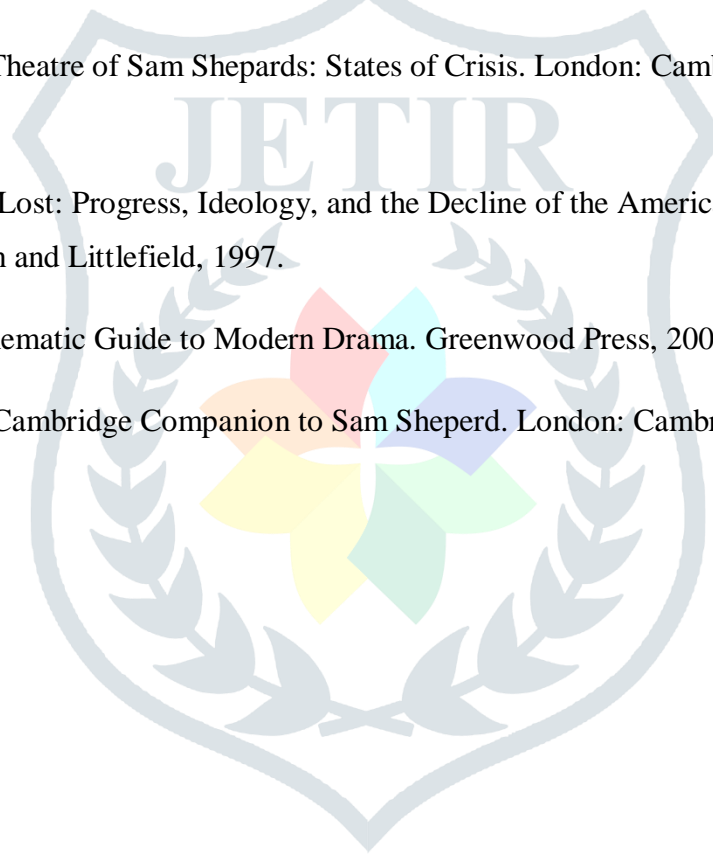 Theatre of Sam Shepards: States of Crisis. London: Cam
JETIR
Lost: Progress, Ideology, and the Decline of the Americ
and Littlefield, 1997.
ematic Guide to Modern Drama. Greenwood Press, 200
Cambridge Companion to Sam Sheperd. London: Cambr